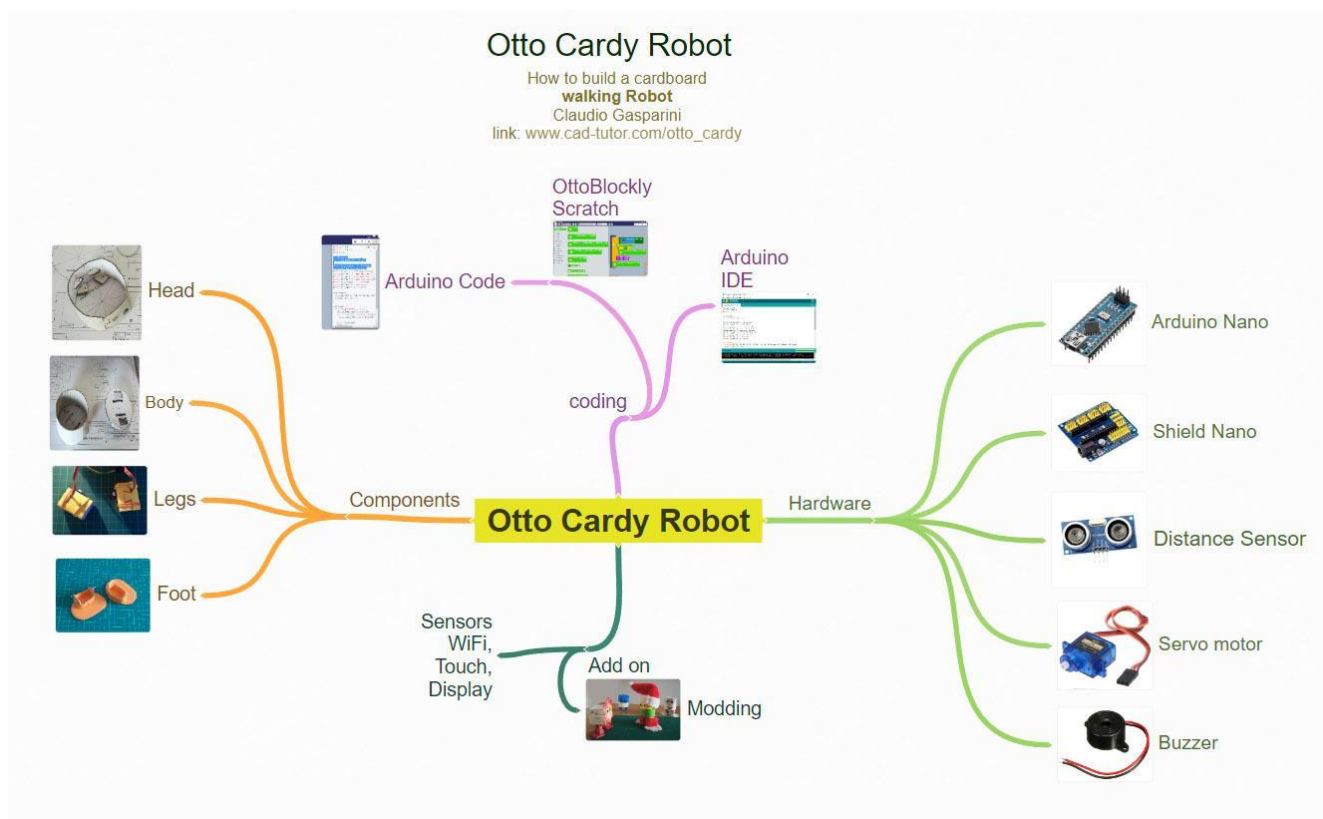 Otto Cardy Robot
How to build a cardboard
walking Robot
Claudio Gasparini
link: www.cad-tutor.com/otto_cardy
OttoBlockly
Scratch
Arduino Code
Arduino
IDE
coding
Head
Body
Legs
Foot
Components
Otto Cardy Robot
Hardware
Arduino Nano
Shield Nano
Distance Sensor
Servo motor
Buzzer
Sensors
WiFi,
Touch,
Display
Add on
Modding